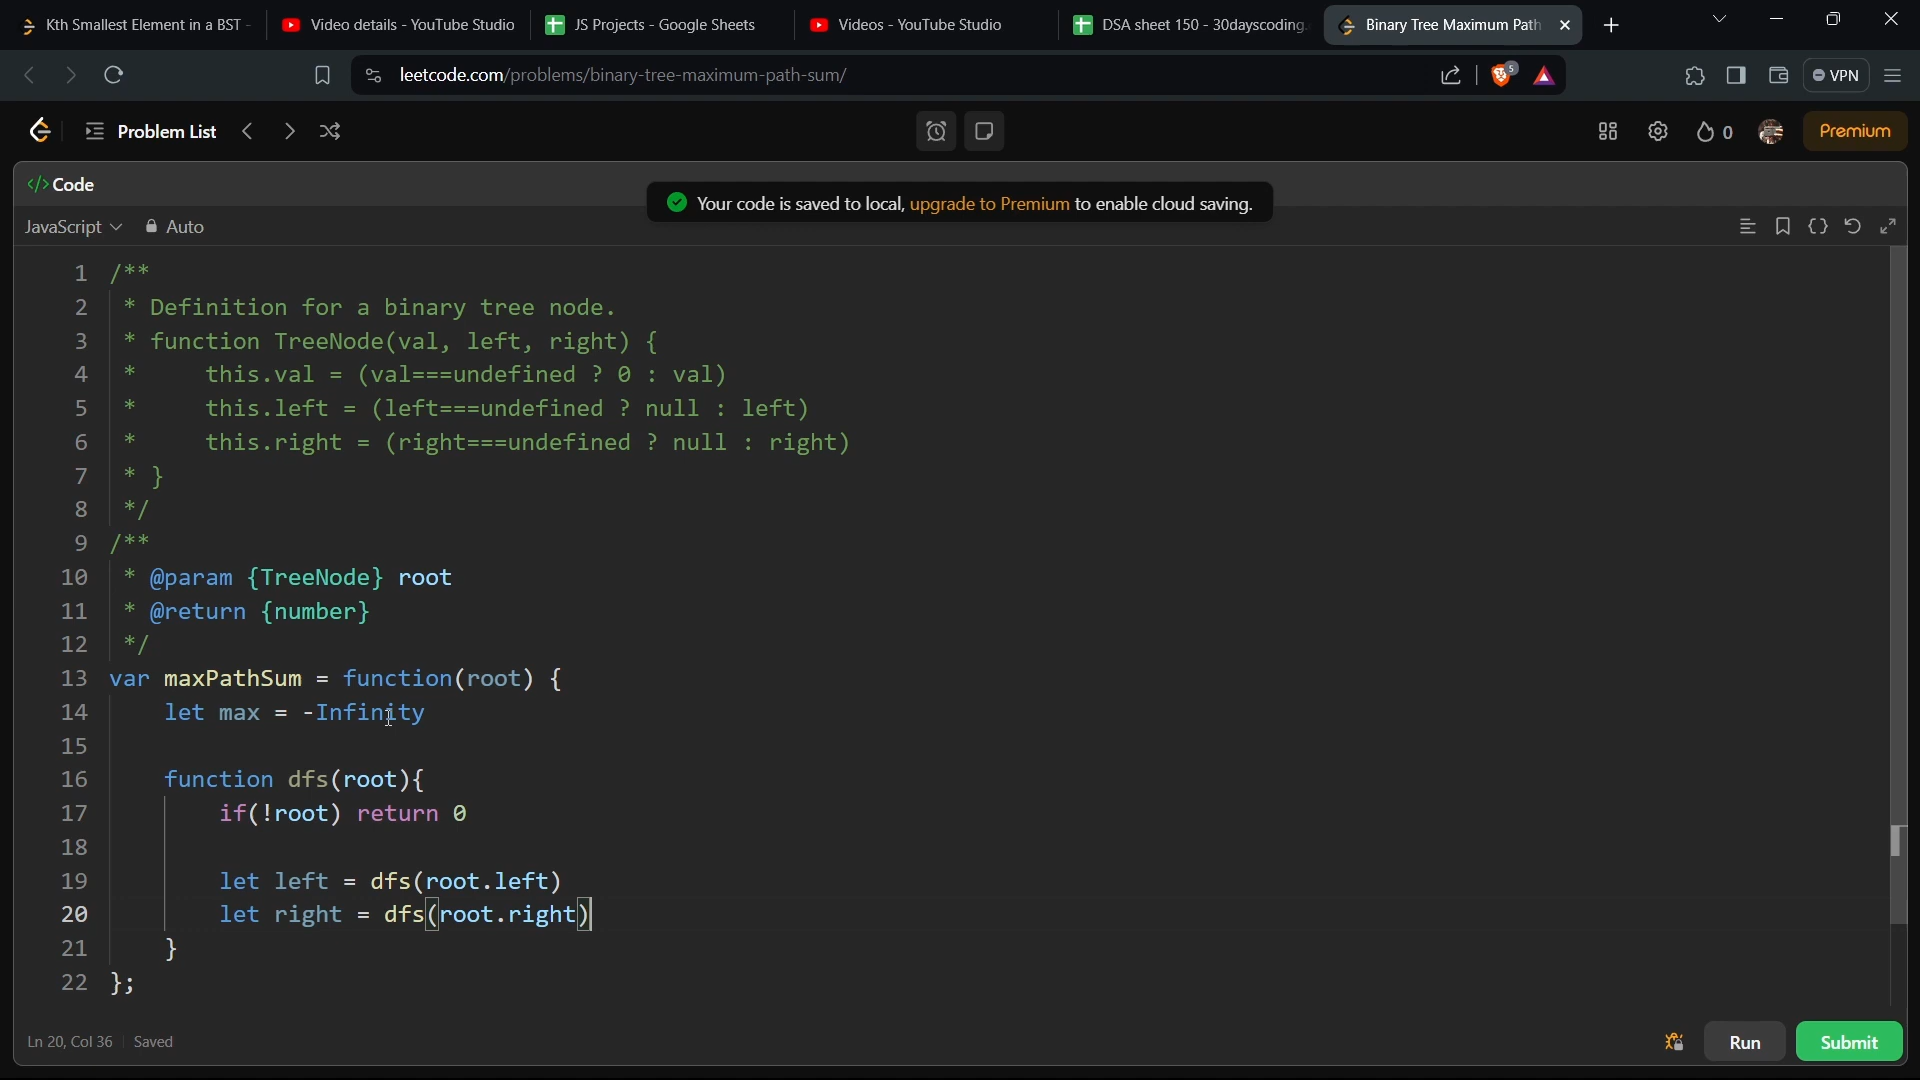 Kth Smallest Element in a BST -
Video details - YouTube Studio
JS Projects - Google Sheets
Videos - YouTube Studio
DSA sheet 150 - 30dayscoding.
Binary Tree Maximum Path
leetcode.com/problems/binary-tree-maximum-path-sum/
5
VPN
Problem List
0
Premium
</> Code
Your code is saved to local, upgrade to Premium to enable cloud saving.
JavaScript
Auto
1 /**
2 * Definition for a binary tree node.
3 * function TreeNode(val, left, right) {
4 *     this.val = (val===undefined ? 0 : val)
5 *     this.left = (left===undefined ? null : left)
6 *     this.right = (right===undefined ? null : right)
7 * }
8 */
9 /**
10 * @param {TreeNode} root
11 * @return {number}
12 */
13 var maxPathSum = function(root) {
14     let max = -Infinity
15
16     function dfs(root){
17         if(!root) return 0
18
19         let left = dfs(root.left)
20         let right = dfs(root.right)
21     }
22 };
Ln 20, Col 36
Saved
Run
Submit